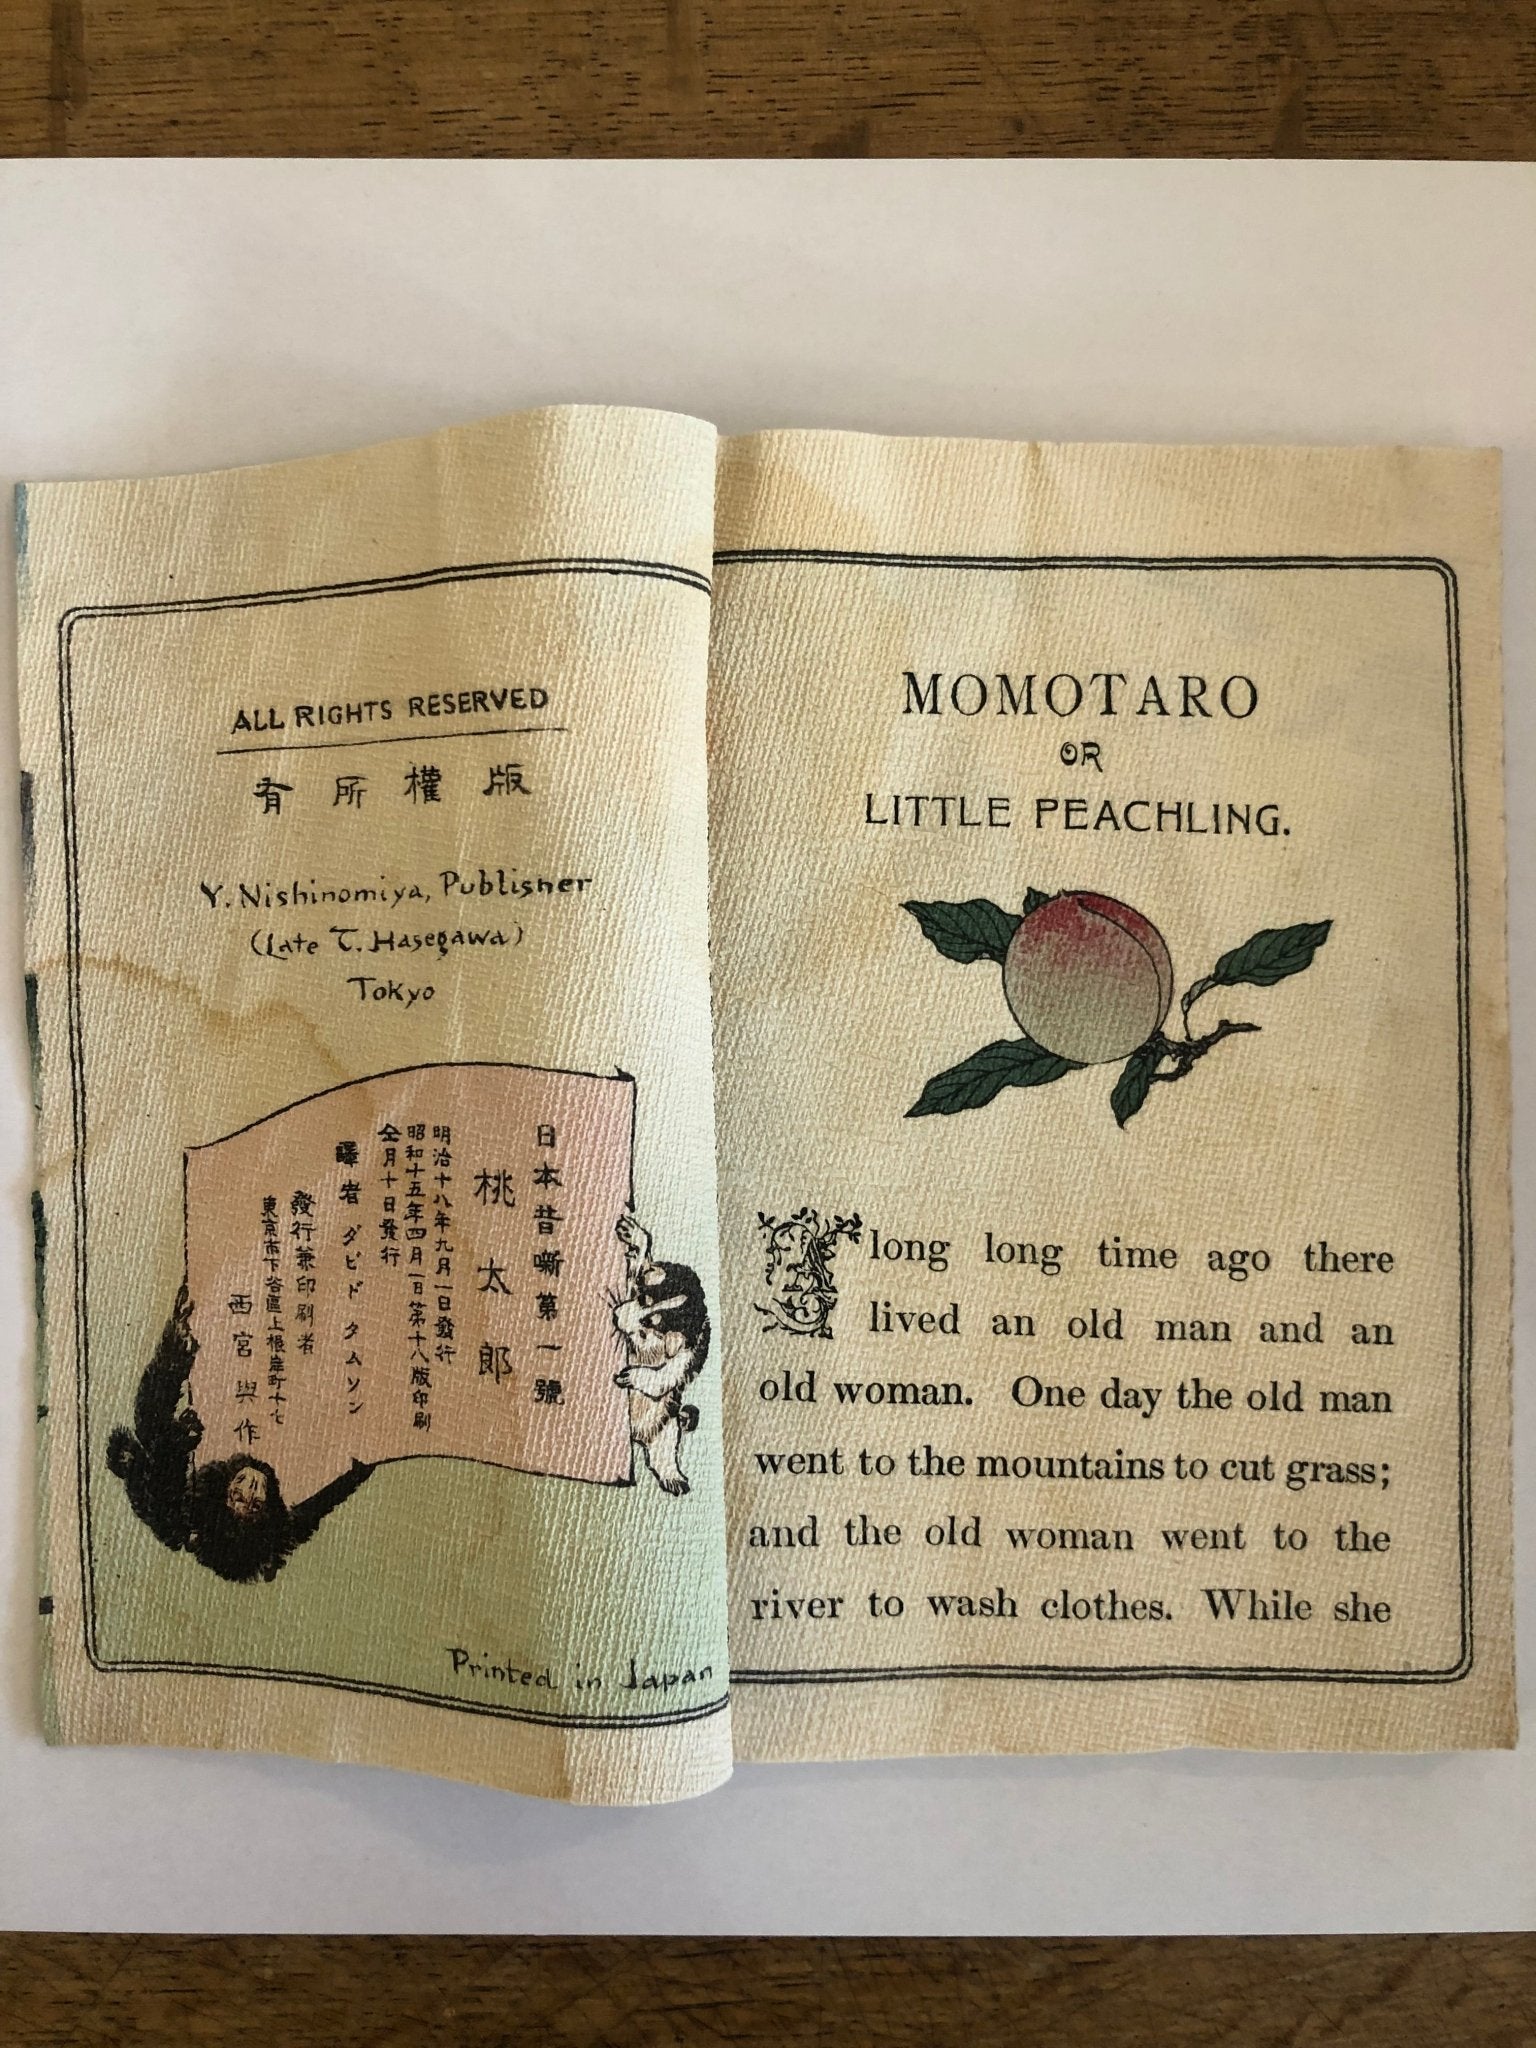 ALL RIGHTS RESERVED
有所權版
Y. Nishinomiya, Publisher
(Late T. Hasegawa)
Tokyo
日本昔噺第一號
桃太郎
明治十八年九月一日發行
昭和十五年四月一日第十八版印刷
仝月十日發行
譯者 ダビド タムソン
發行兼印刷者
東京市下谷區上根岸町十七
西宮與作
Printed in Japan
MOMOTARO
OR
LITTLE PEACHLING.
A long long time ago there
lived an old man and an
old woman. One day the old man
went to the mountains to cut grass;
and the old woman went to the
river to wash clothes. While she